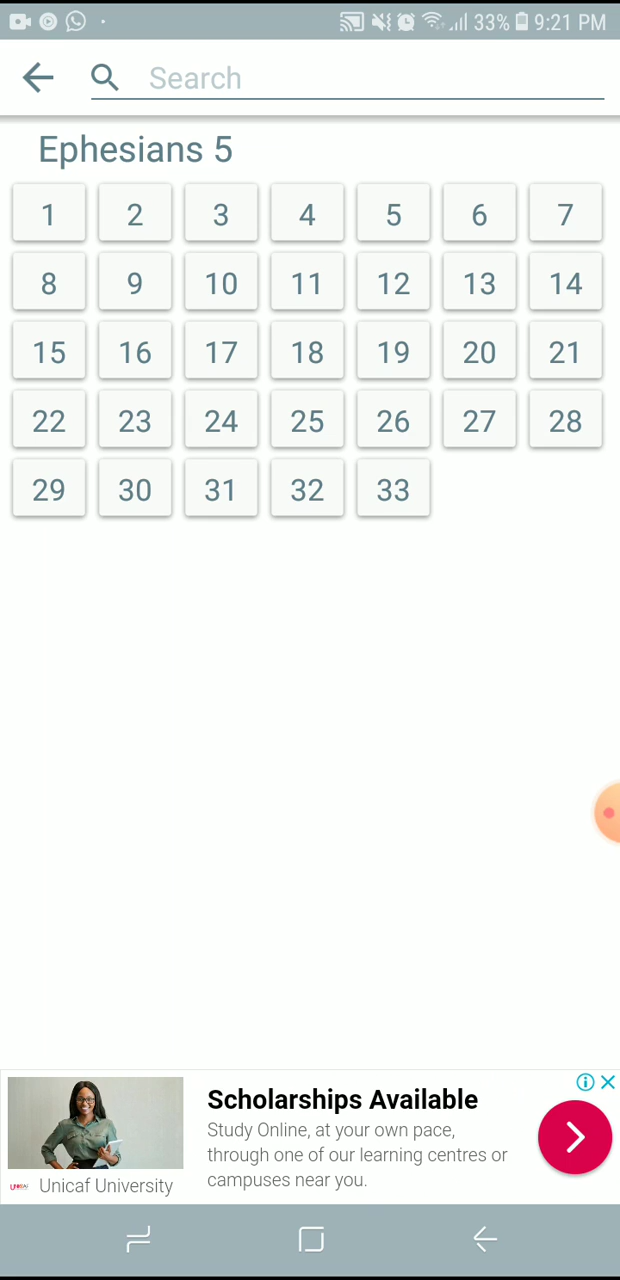 33% 9:21 PM
Search
Ephesians 5
1 2 3 4 5 6 7
8 9 10 11 12 13 14
15 16 17 18 19 20 21
22 23 24 25 26 27 28
29 30 31 32 33
Scholarships Available
Study Online, at your own pace,
through one of our learning centres or
campuses near you.
Unicaf University